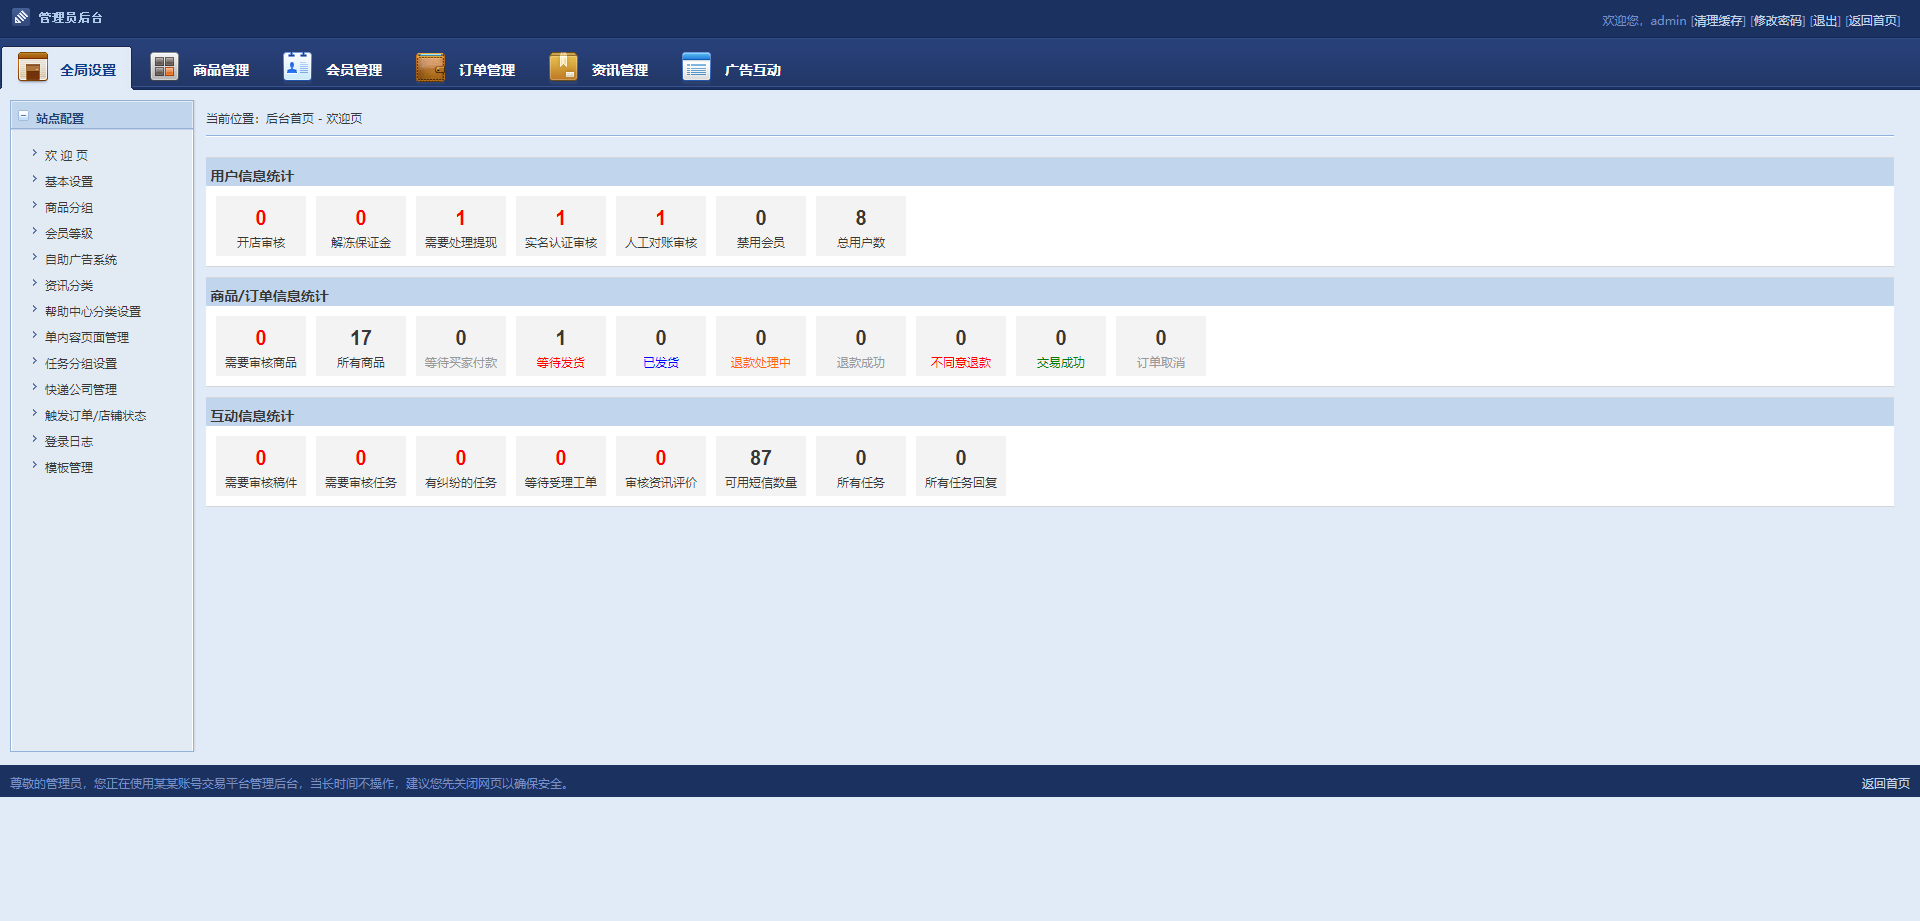 管理员后台
欢迎您，admin [清理缓存] [修改密码] [退出] [返回首页]
全局设置 商品管理 会员管理 订单管理 资讯管理 广告互动
站点配置
欢 迎 页
基本设置
商品分组
会员等级
自助广告系统
资讯分类
帮助中心分类设置
单内容页面管理
任务分组设置
快递公司管理
触发订单/店铺状态
登录日志
模板管理
当前位置：后台首页 - 欢迎页
用户信息统计
0 0 1 1 1 0 8
开店审核 解冻保证金 需要处理提现 实名认证审核 人工对账审核 禁用会员 总用户数
商品/订单信息统计
0 17 0 1 0 0 0 0 0 0
需要审核商品 所有商品 等待买家付款 等待发货 已发货 退款处理中 退款成功 不同意退款 交易成功 订单取消
互动信息统计
0 0 0 0 0 87 0 0
需要审核稿件 需要审核任务 有纠纷的任务 等待受理工单 审核资讯评价 可用短信数量 所有任务 所有任务回复
尊敬的管理员，您正在使用某某账号交易平台管理后台，当长时间不操作，建议您先关闭网页以确保安全。
返回首页